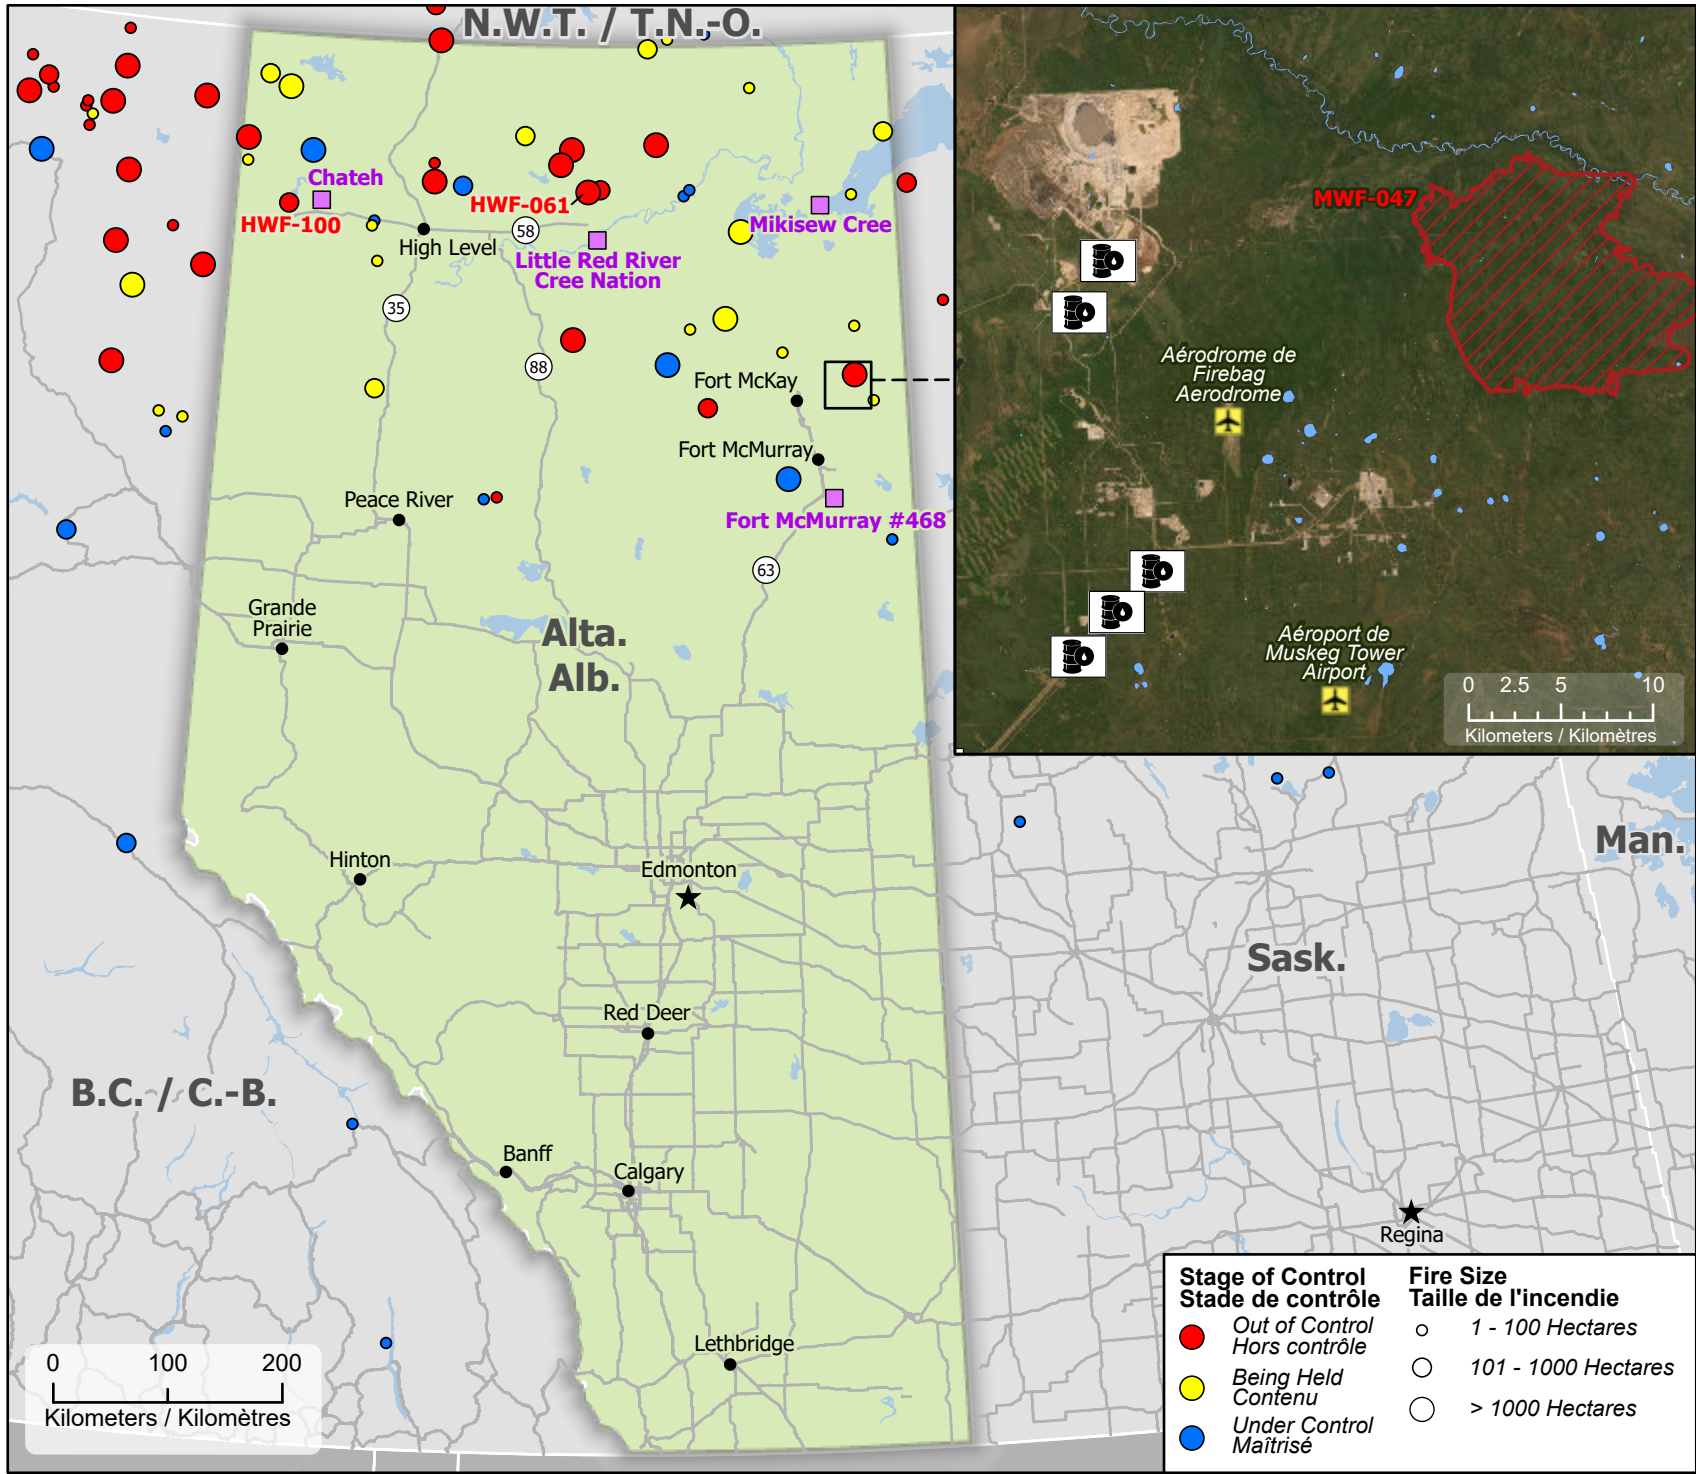 N.W.T. / T.N.-O.
Chateh
HWF-100
HWF-061
High Level
58
Little Red River
Cree Nation
Mikisew Cree
35
88
Fort McKay
Fort McMurray
Peace River
Fort McMurray #468
63
Grande
Prairie
Alta.
Alb.
Hinton
Edmonton
Red Deer
B.C. / C.-B.
Banff
Calgary
Lethbridge
0 100 200
Kilometers / Kilomètres
MWF-047
Aérodrome de
Firebag
Aerodrome
Aéroport de
Muskeg Tower
Airport
0 2.5 5 10
Kilometers / Kilomètres
Man.
Sask.
Regina
Stage of Control
Stade de contrôle
Out of Control
Hors contrôle
Being Held
Contenu
Under Control
Maîtrisé
Fire Size
Taille de l'incendie
1 - 100 Hectares
101 - 1000 Hectares
> 1000 Hectares